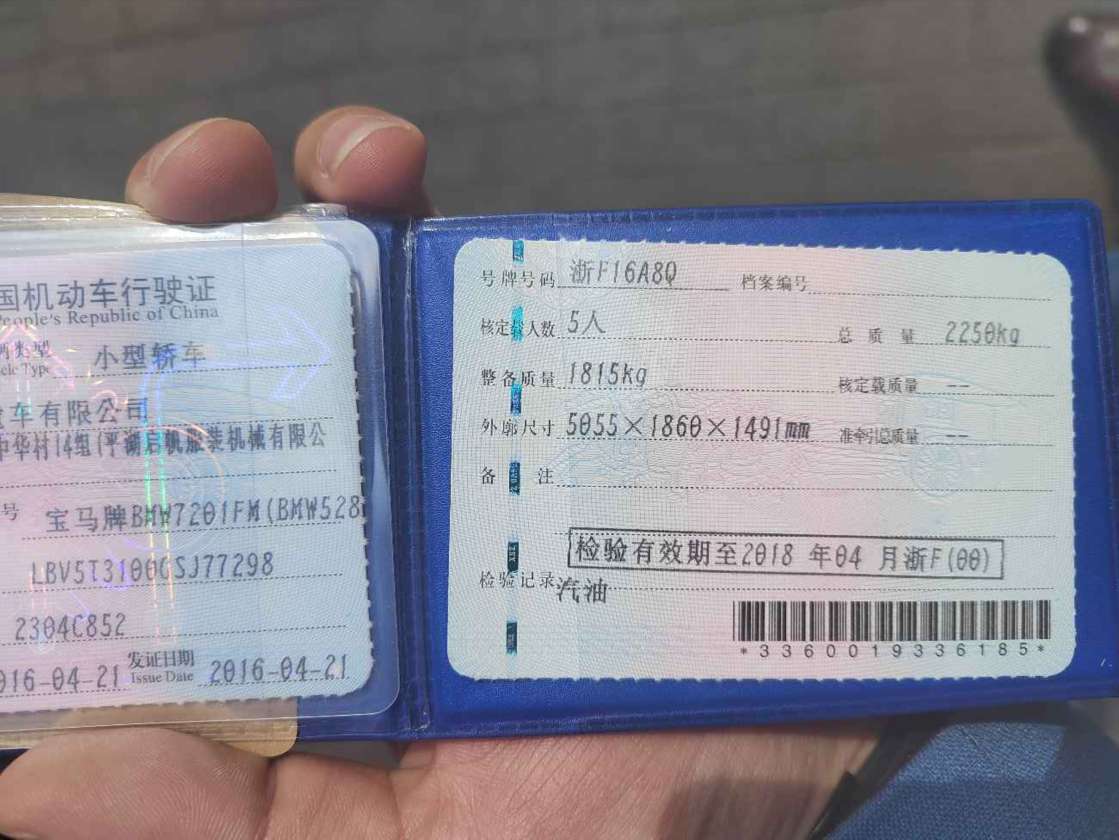 国机动车行驶证
People's Republic of China
小型轿车
车有限公司
中华村14组(平湖启帆服装机械有限公
号 宝马牌BMW7201FM(BMW528
LBV5T3100GSJ77298
2304C852
016-04-21 发证日期 Issue Date 2016-04-21
号牌号码 浙F16A8Q 档案编号
核定载人数 5人 总质量 2250kg
整备质量 1815kg 核定载质量 --
外廓尺寸 5055×1860×1491mm 准牵引总质量 --
备注
检验有效期至2018 年04 月浙F(00)
检验记录 汽油
*3360019336185*